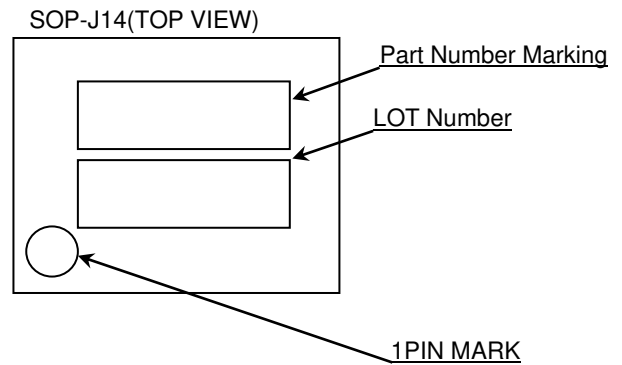 SOP-J14(TOP VIEW)
Part Number Marking
LOT Number
1PIN MARK